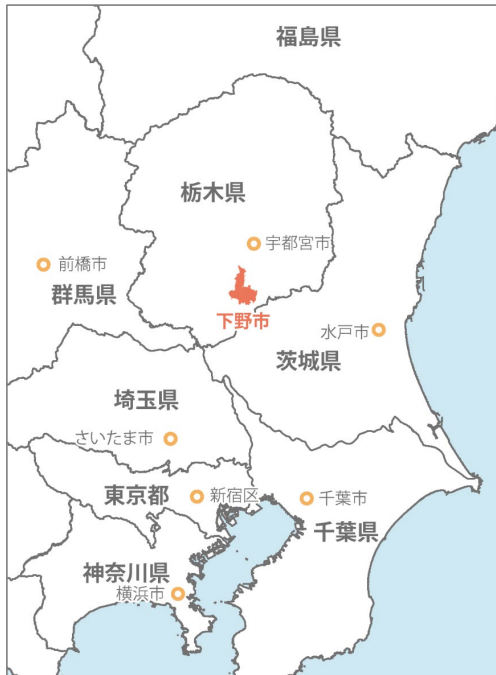 福島県
栃木県
宇都宮市
前橋市
群馬県
下野市
水戸市
茨城県
埼玉県
さいたま市
東京都
新宿区
千葉市
千葉県
神奈川県
横浜市